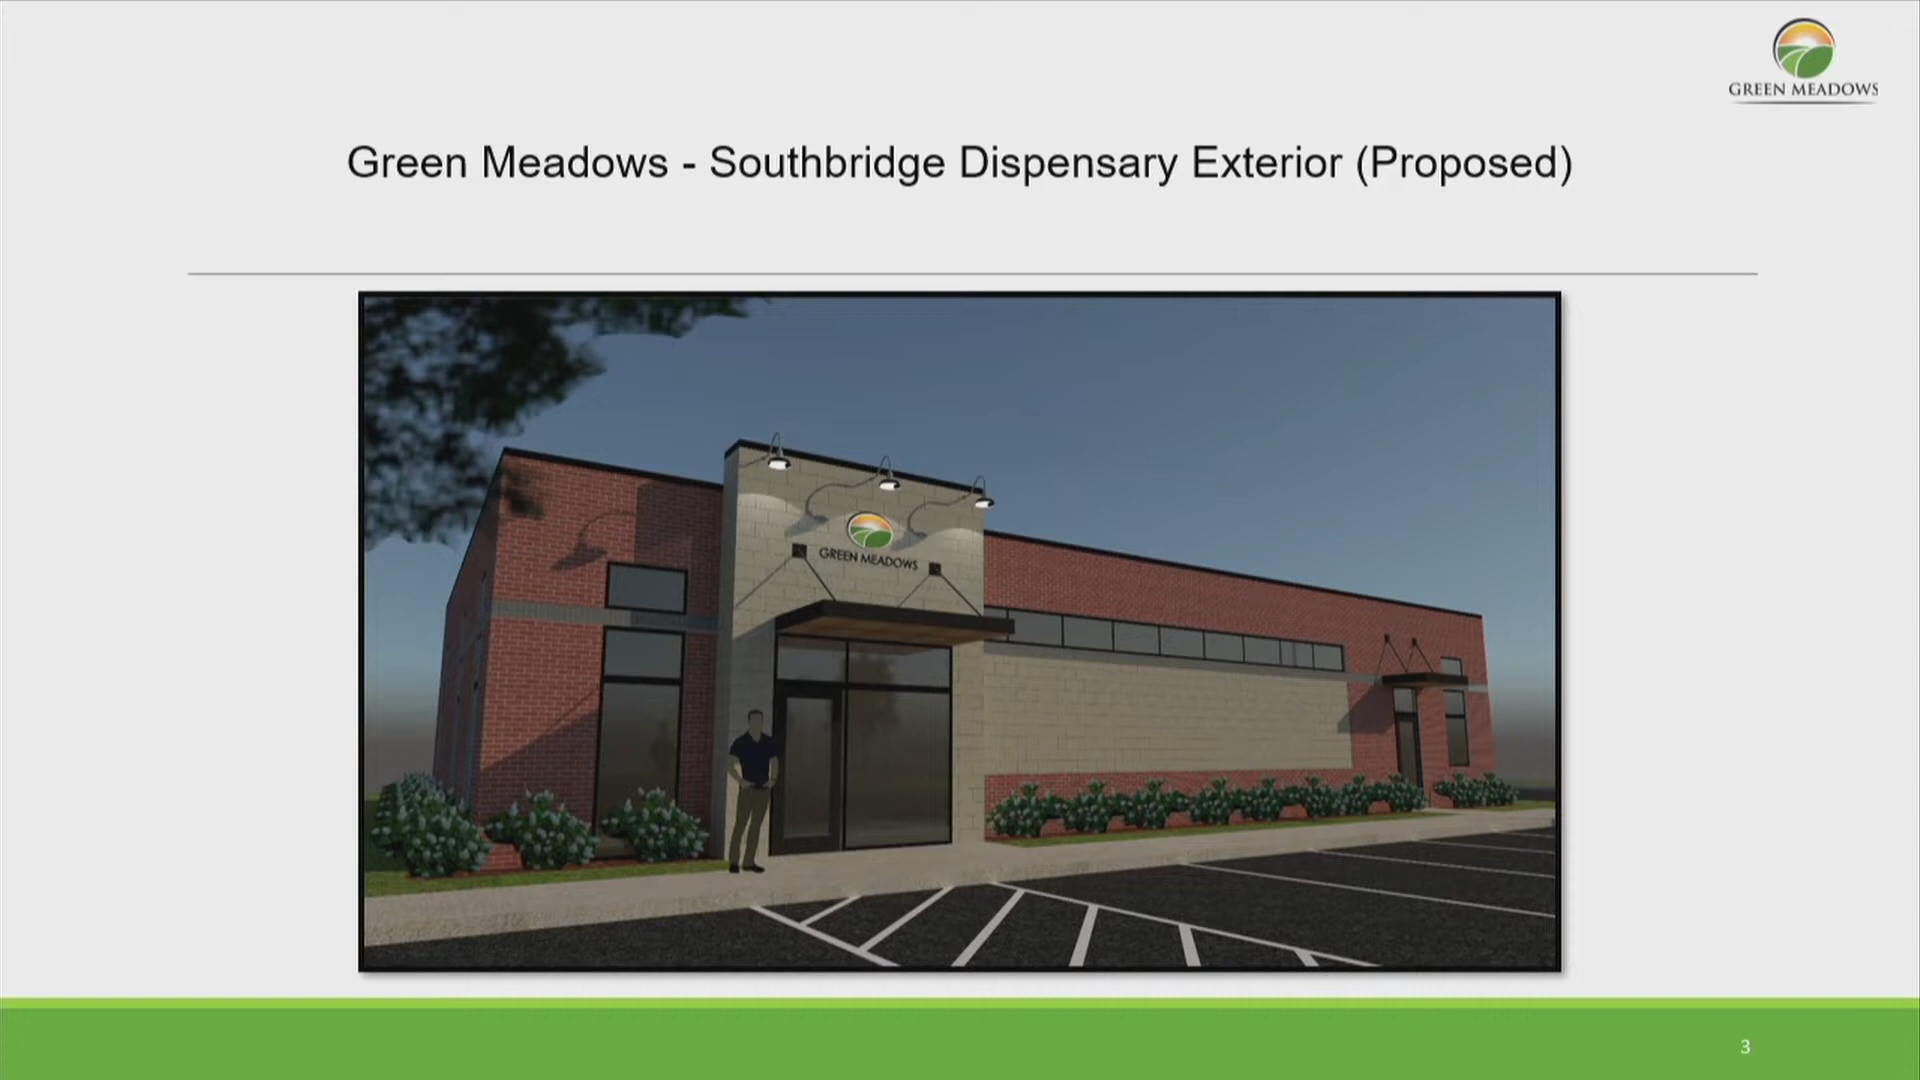 GREEN MEADOWS
Green Meadows - Southbridge Dispensary Exterior (Proposed)
GREEN MEADOWS
3